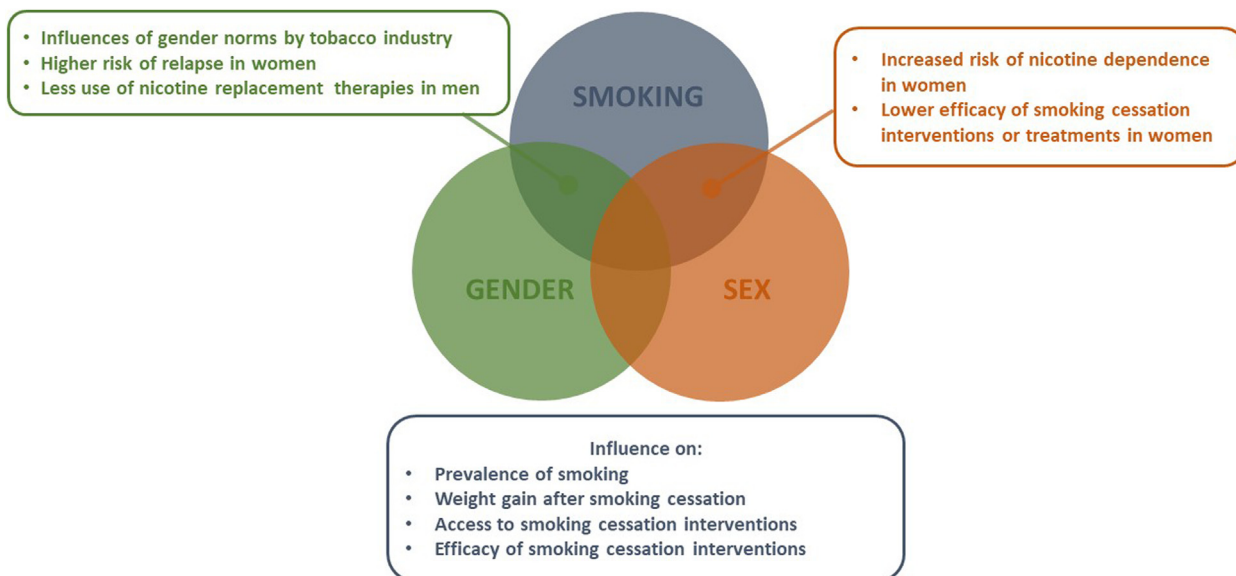 • Influences of gender norms by tobacco industry
• Higher risk of relapse in women
• Less use of nicotine replacement therapies in men
SMOKING
• Increased risk of nicotine dependence
in women
• Lower efficacy of smoking cessation
interventions or treatments in women
GENDER
SEX
Influence on:
• Prevalence of smoking
• Weight gain after smoking cessation
• Access to smoking cessation interventions
• Efficacy of smoking cessation interventions